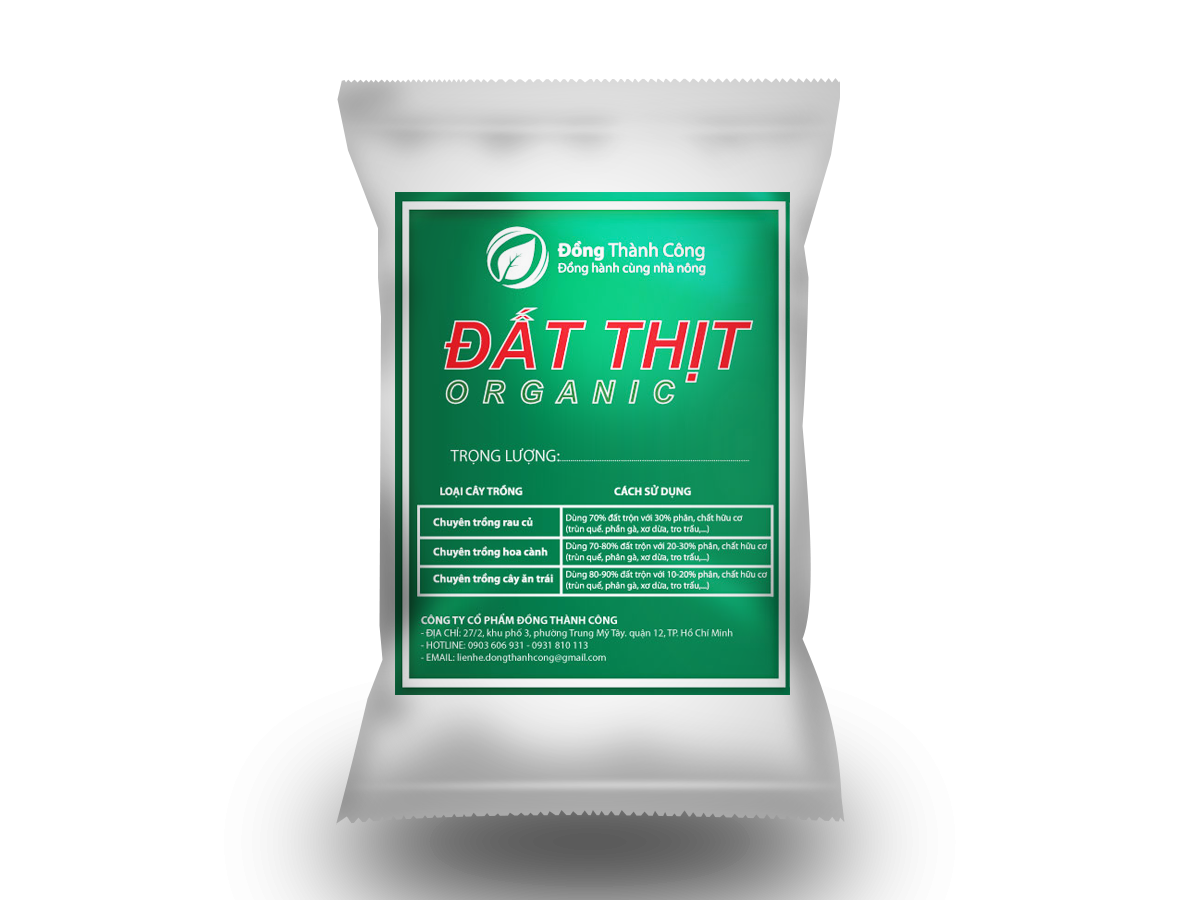 Đồng Thành Công
Đồng hành cùng nhà nông
ĐẤT THỊT
ORGANIC
TRỌNG LƯỢNG:........................................................................
LOẠI CÂY TRỒNG CÁCH SỬ DỤNG
Chuyên trồng rau củ
Dùng 70% đất trộn với 30% phân, chất hữu cơ
(trùn quế. phần gà, xơ dừa, tro trấu,...)
Chuyên trồng hoa cảnh
Dùng 70-80% đất trộn với 20-30% phân, chất hữu cơ
(trùn quế, phân gà, xơ dừa, tro trấu,...)
Chuyên trồng cây ăn trái
Dùng 80-90% đất trộn với 10-20% phân, chất hữu cơ
(trùn quế, phân gà, xơ dừa, tro trấu,...)
CÔNG TY CỔ PHẨM ĐỒNG THÀNH CÔNG
- ĐỊA CHỈ: 27/2, khu phố 3, phường Trung Mỹ Tây. quận 12, TP. Hồ Chí Minh
- HOTLINE: 0903 606 931 - 0931 810 113
- EMAIL: lienhe.dongthanhcong@gmail.com